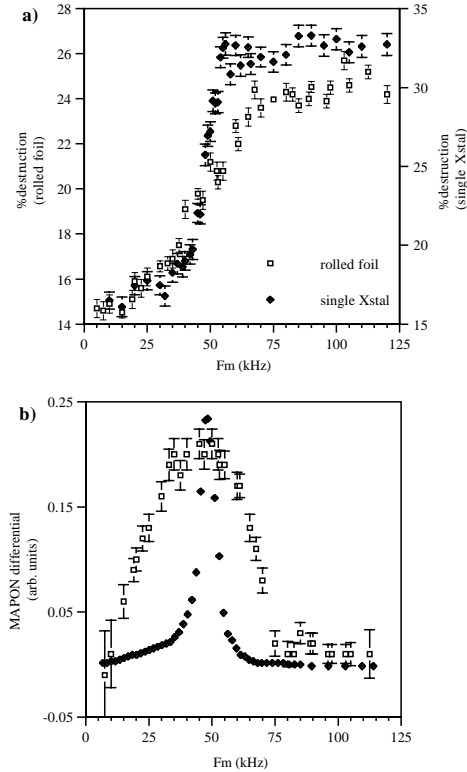 a)
28
26
24
22
20
18
16
14
%destruction
(rolled foil)
35
30
25
20
15
%destruction
(single Xstal)
rolled foil
single Xstal
0 25 50 75 100 125
Fm (kHz)
b)
0.25
0.15
0.05
-0.05
MAPON differential
(arb. units)
0 25 50 75 100 125
Fm (kHz)